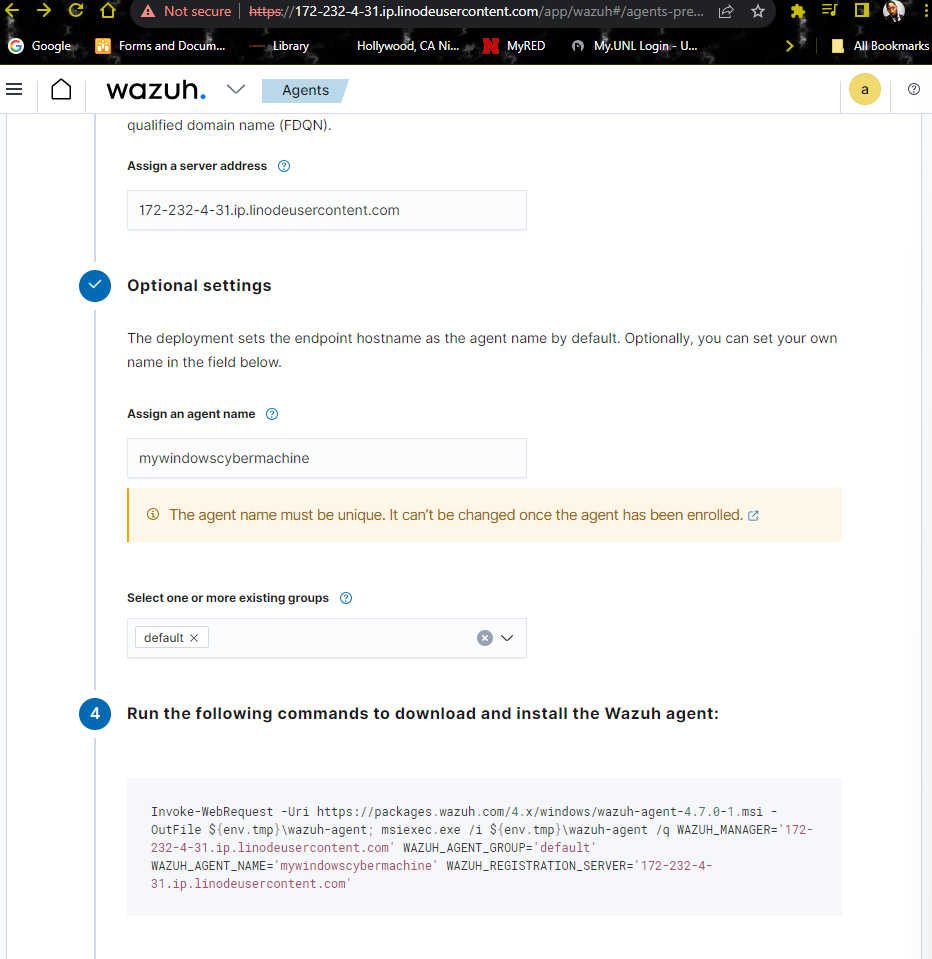 Not secure https://172-232-4-31.ip.linodeusercontent.com/app/wazuh#/agents-pre...
Google Forms and Docum... Library Hollywood, CA Ni... MyRED My.UNL Login - U... All Bookmarks
wazuh. Agents a
qualified domain name (FDQN).
Assign a server address
172-232-4-31.ip.linodeusercontent.com
Optional settings
The deployment sets the endpoint hostname as the agent name by default. Optionally, you can set your own
name in the field below.
Assign an agent name
mywindowscybermachine
The agent name must be unique. It can’t be changed once the agent has been enrolled.
Select one or more existing groups
default
4 Run the following commands to download and install the Wazuh agent:
Invoke-WebRequest -Uri https://packages.wazuh.com/4.x/windows/wazuh-agent-4.7.0-1.msi -
OutFile ${env.tmp}\wazuh-agent; msiexec.exe /i ${env.tmp}\wazuh-agent /q WAZUH_MANAGER='172-
232-4-31.ip.linodeusercontent.com' WAZUH_AGENT_GROUP='default'
WAZUH_AGENT_NAME='mywindowscybermachine' WAZUH_REGISTRATION_SERVER='172-232-4-
31.ip.linodeusercontent.com'